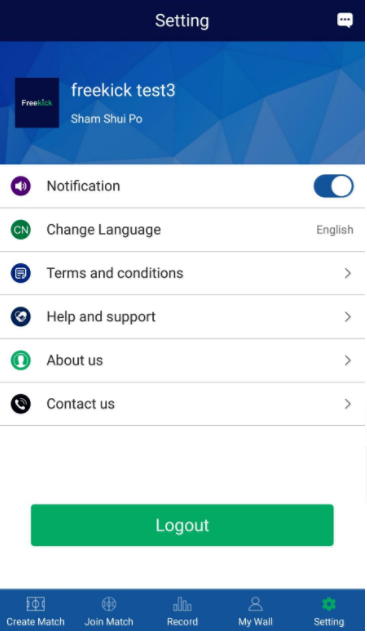 Setting
Freekick
freekick test3
Sham Shui Po
Notification
CN
Change Language
English
Terms and conditions
Help and support
About us
Contact us
Logout
Create Match
Join Match
Record
My Wall
Setting